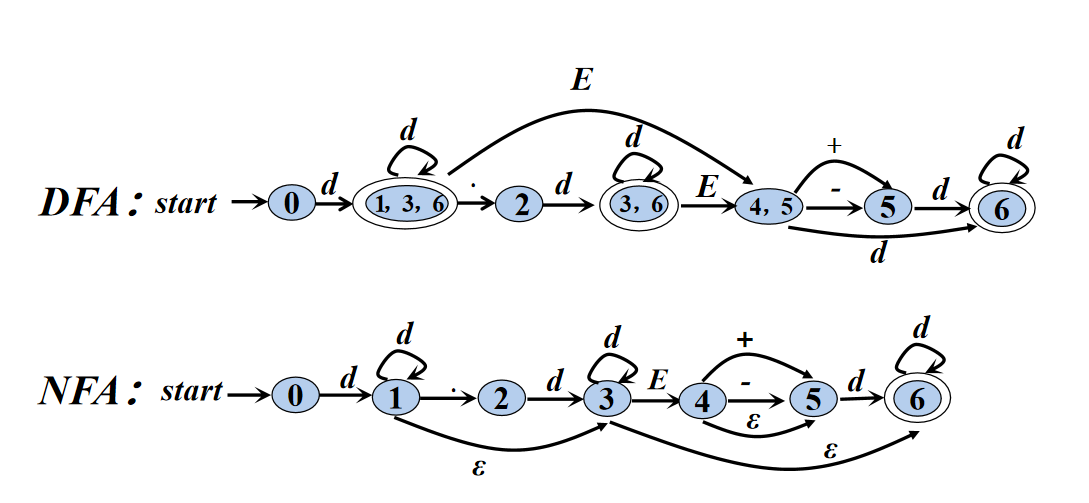 E
d d +
DFA: start 0 d 1, 3, 6 . 2 d 3, 6 E 4, 5 - 5 d 6 d
d
d d + d
NFA: start 0 d 1 . 2 d 3 E 4 - 5 d 6
ε ε ε